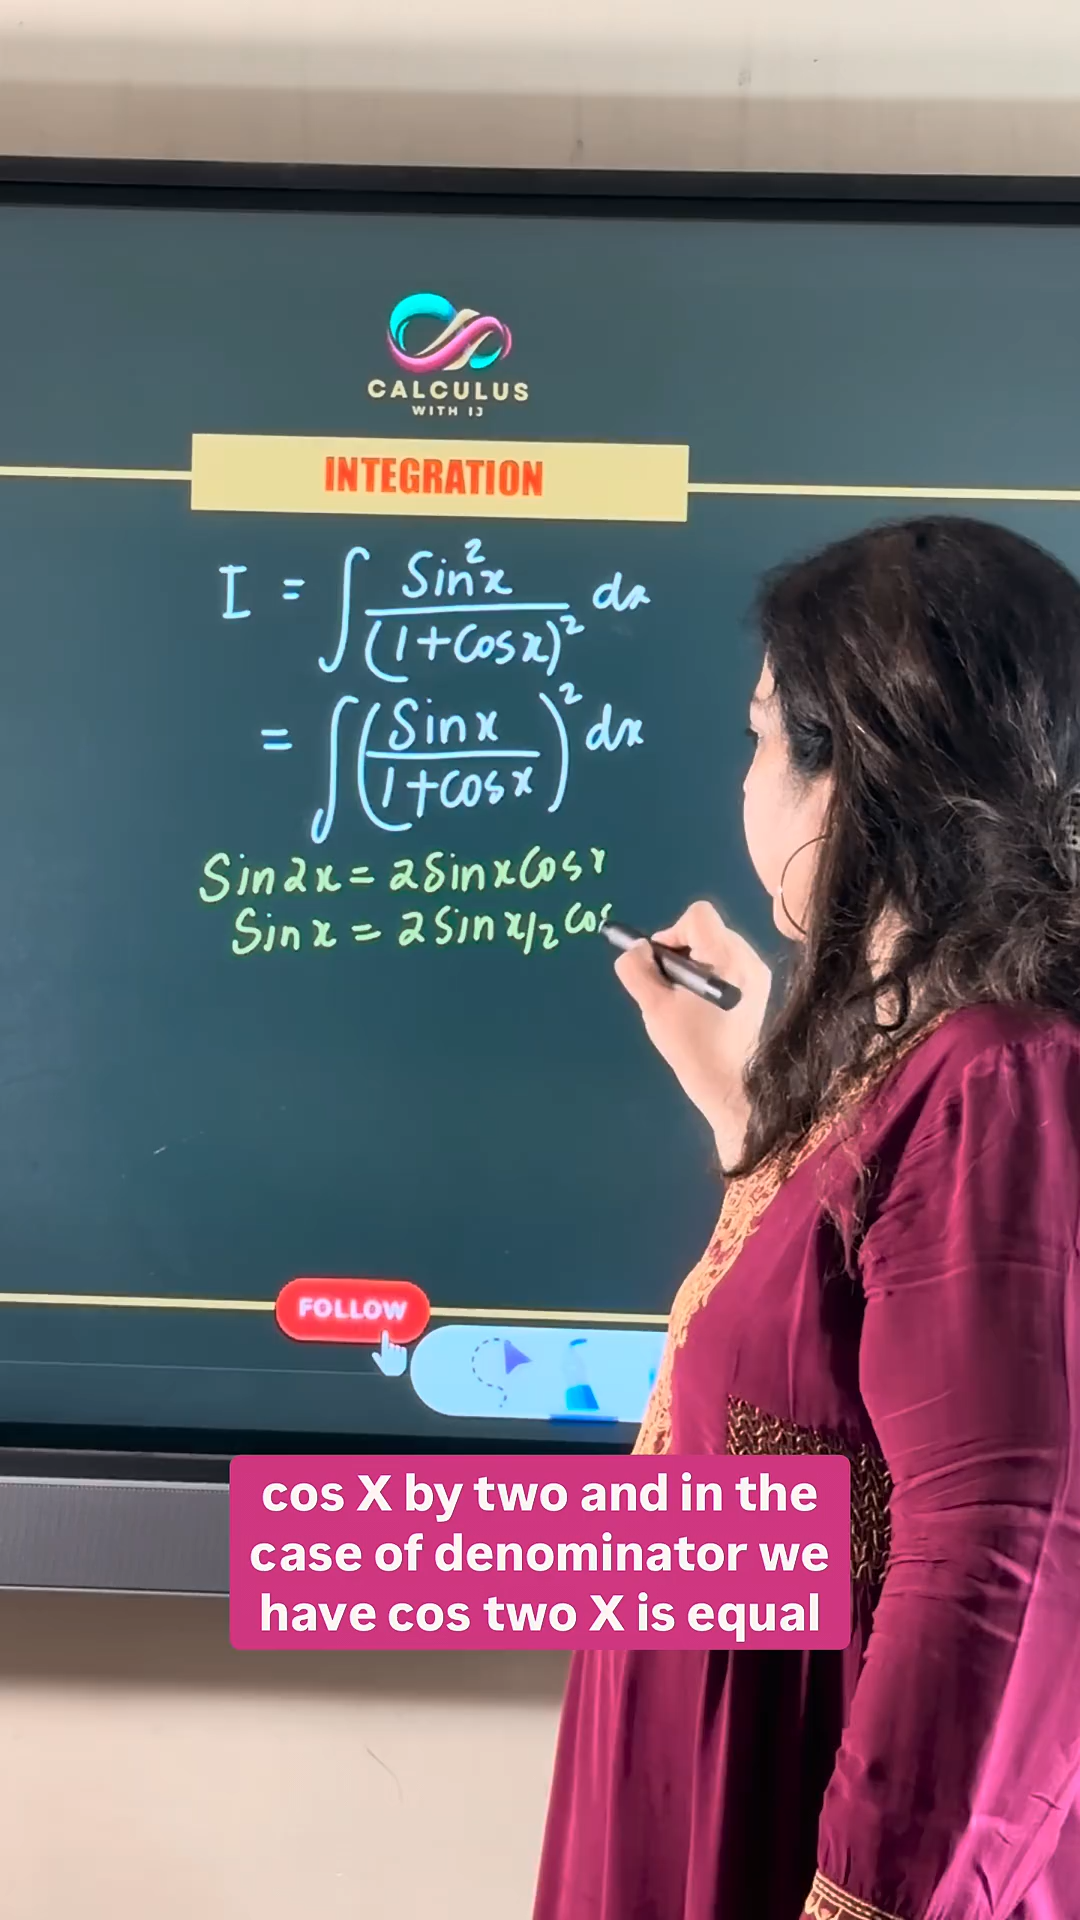 CALCULUS
WITH IJ
INTEGRATION
I = ∫ Sin²x / (1+Cosx)² dx
= ∫ (Sinx / 1+cosx)² dx
Sin2x = 2SinxCosx
Sinx = 2Sinx/2 Cos
FOLLOW
cos X by two and in the
case of denominator we
have cos two X is equal